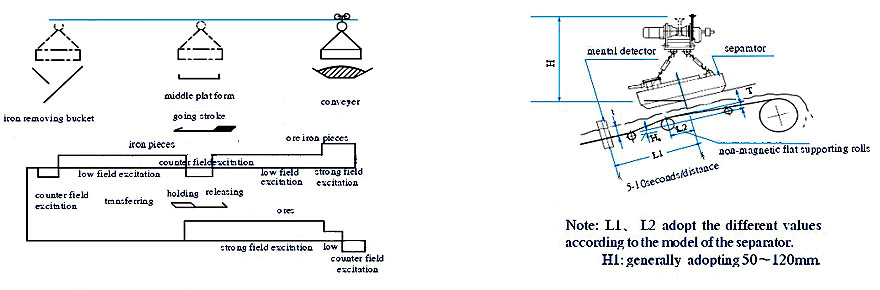 iron removing bucket
middle plat form
conveyer
going stroke
iron pieces
ore iron pieces
counter field excitation
low field excitation
low field
excitation
strong field
excitation
counter field
excitation
transferring
holding
releasing
ores
strong field excitation
low
counter field
excitation
mental detector
separator
H
T
t
H
L2
L1
non-magnetic flat supporting rolls
5-10seconds/distance
Note: L1、 L2 adopt the different values
according to the model of the separator.
H1: generally adopting 50～120mm.